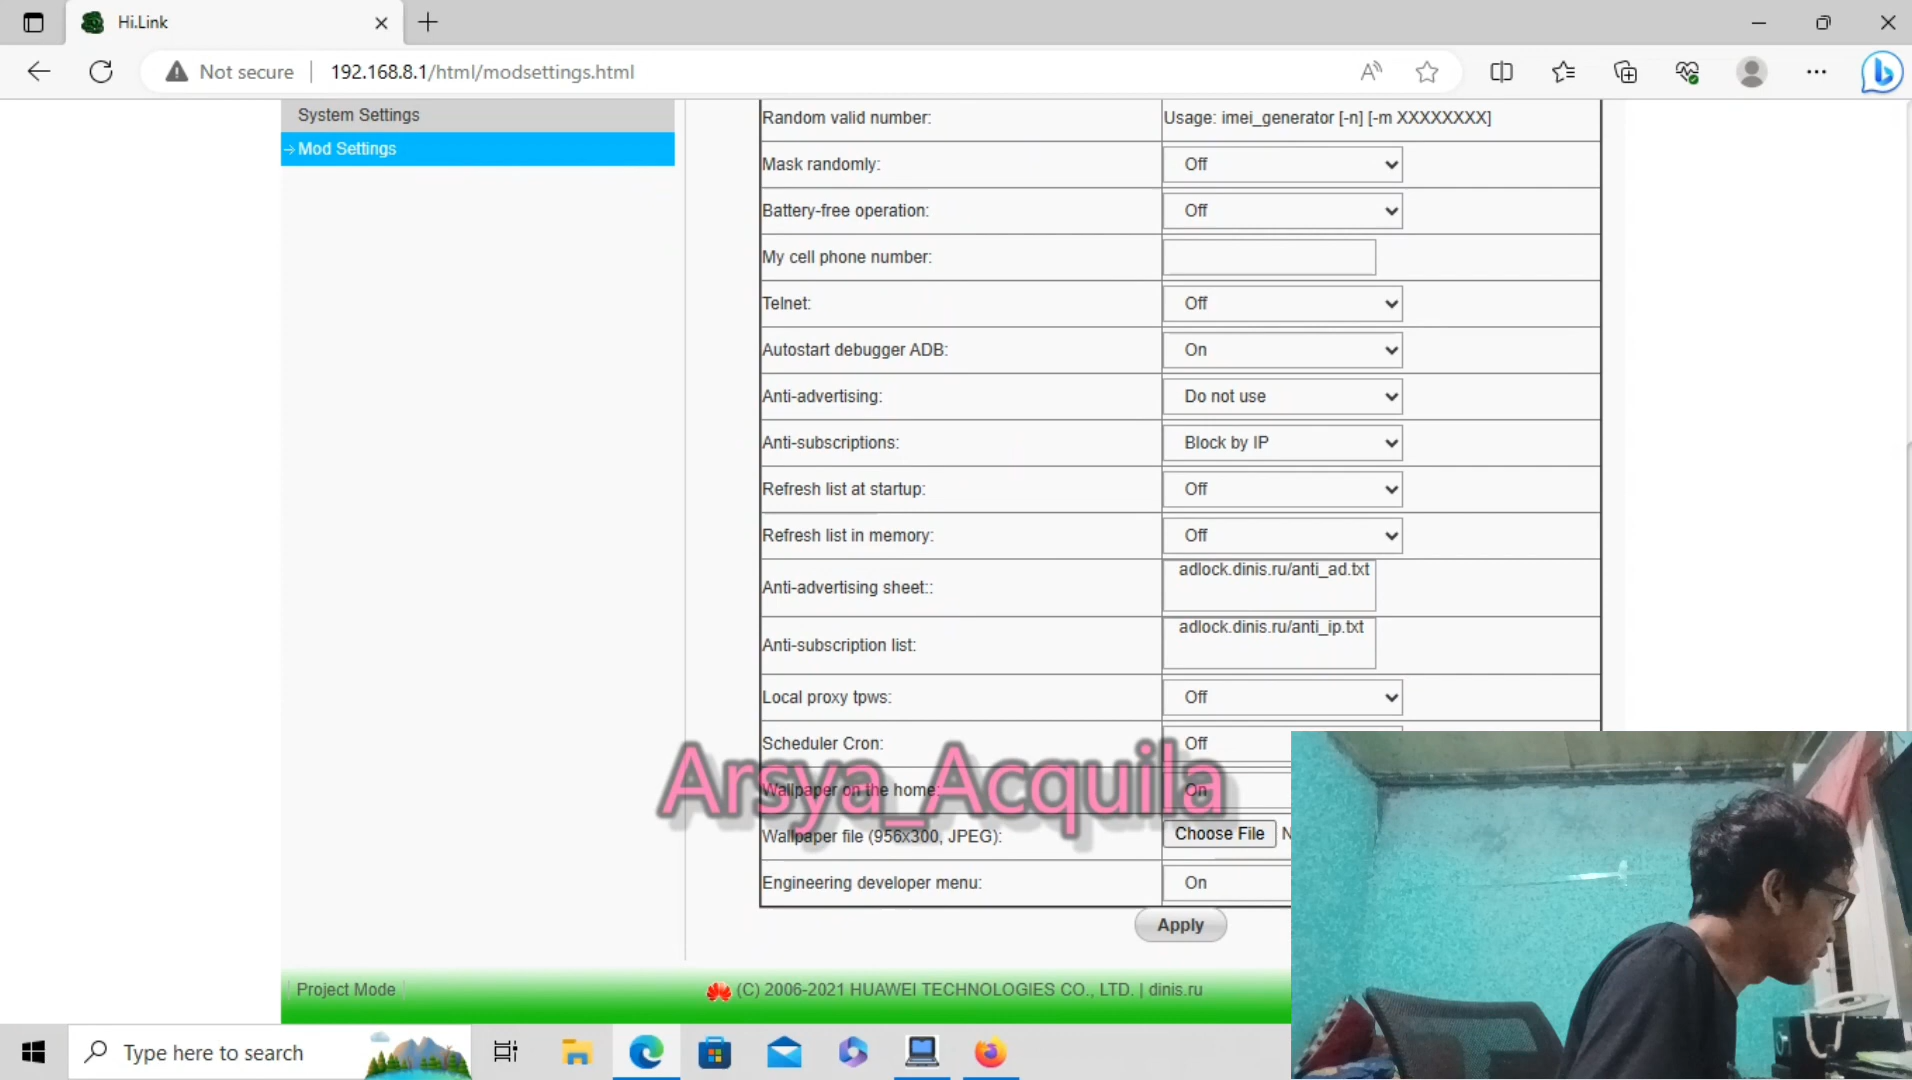 Hi.Link
Not secure
192.168.8.1/html/modsettings.html
System Settings
Mod Settings
Random valid number:
Usage: imei_generator [-n] [-m XXXXXXXX]
Mask randomly:
Off
Battery-free operation:
Off
My cell phone number:
Telnet:
Off
Autostart debugger ADB:
On
Anti-advertising:
Do not use
Anti-subscriptions:
Block by IP
Refresh list at startup:
Off
Refresh list in memory:
Off
Anti-advertising sheet::
adlock.dinis.ru/anti_ad.txt
Anti-subscription list:
adlock.dinis.ru/anti_ip.txt
Local proxy tpws:
Off
Scheduler Cron:
Off
Arsya_Acquila
Wallpaper on the home:
On
Wallpaper file (956x300, JPEG):
Choose File N
Engineering developer menu:
On
Apply
Project Mode
(C) 2006-2021 HUAWEI TECHNOLOGIES CO., LTD. | dinis.ru
Type here to search